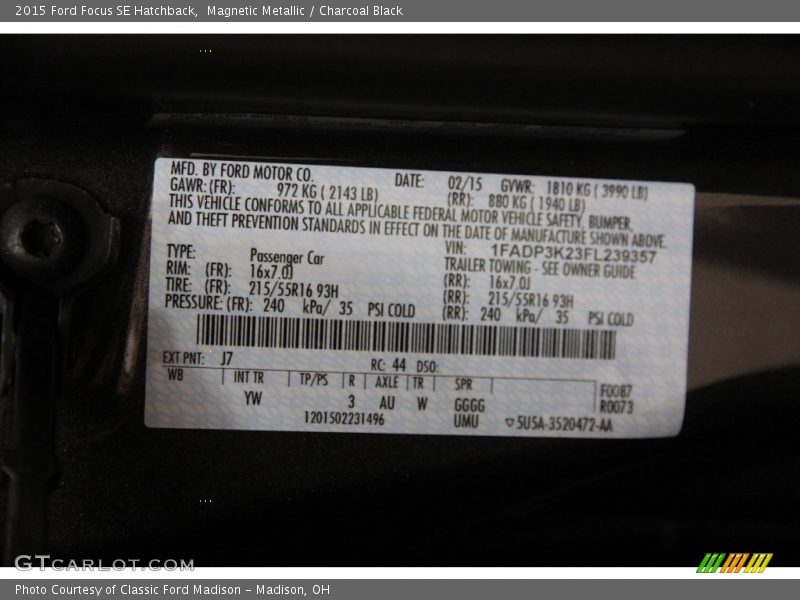 2015 Ford Focus SE Hatchback, Magnetic Metallic / Charcoal Black
MFD. BY FORD MOTOR CO. DATE: 02/15 GVWR: 1810 KG ( 3990 LB)
GAWR: (FR): 972 KG ( 2143 LB) (RR): 880 KG ( 1940 LB)
THIS VEHICLE CONFORMS TO ALL APPLICABLE FEDERAL MOTOR VEHICLE SAFETY, BUMPER,
AND THEFT PREVENTION STANDARDS IN EFFECT ON THE DATE OF MANUFACTURE SHOWN ABOVE.
VIN: 1FADP3K23FL239357
TYPE: Passenger Car TRAILER TOWING - SEE OWNER GUIDE
RIM: (FR): 16x7.0J (RR): 16x7.0J
TIRE: (FR): 215/55R16 93H (RR): 215/55R16 93H
PRESSURE: (FR): 240 kPa/ 35 PSI COLD (RR): 240 kPa/ 35 PSI COLD
EXT PNT: J7 RC: 44 DSO:
WB INT TR TP/PS R AXLE TR SPR F0087
YW 3 AU W GGGG R0073
1201502231496 UMU ▽5U5A-3520472-AA
GTCARLOT.COM
Photo Courtesy of Classic Ford Madison - Madison, OH